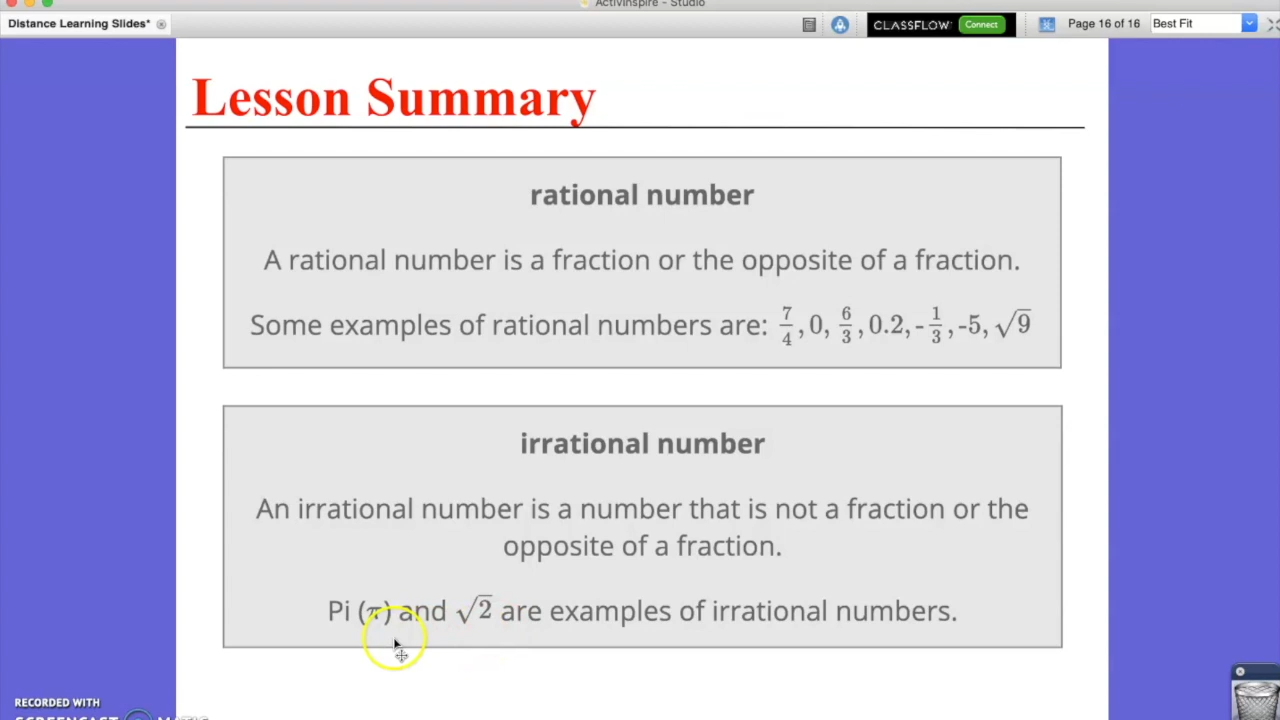 ActivInspire - Studio
Distance Learning Slides*
CLASSFLOW Connect
Page 16 of 16
Best Fit
Lesson Summary
rational number
A rational number is a fraction or the opposite of a fraction.
Some examples of rational numbers are: 7/4, 0, 6/3, 0.2, -1/3, -5, √9
irrational number
An irrational number is a number that is not a fraction or the
opposite of a fraction.
Pi (π) and √2 are examples of irrational numbers.
RECORDED WITH